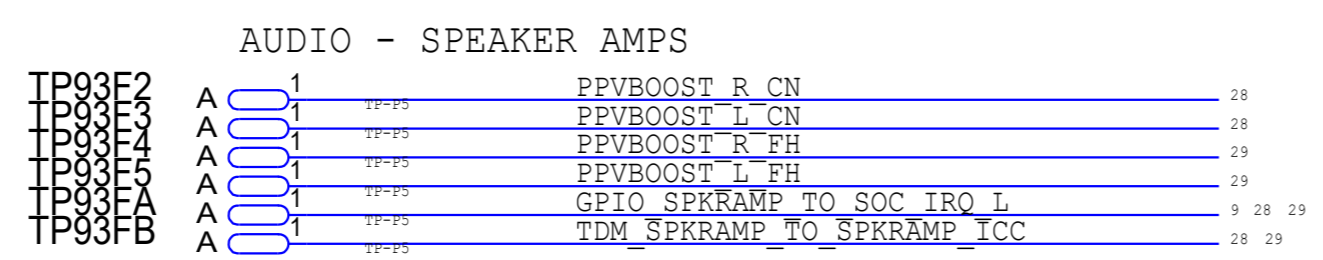 AUDIO - SPEAKER AMPS
TP93F2 A 1 TP-P5 PPVBOOST_R_CN 28
TP93F3 A 1 TP-P5 PPVBOOST_L_CN 28
TP93F4 A 1 TP-P5 PPVBOOST_R_FH 29
TP93F5 A 1 TP-P5 PPVBOOST_L_FH 29
TP93FA A 1 TP-P5 GPIO_SPKRAMP_TO_SOC_IRQ_L 9 28 29
TP93FB A 1 TP-P5 TDM_SPKRAMP_TO_SPKRAMP_ICC 28 29